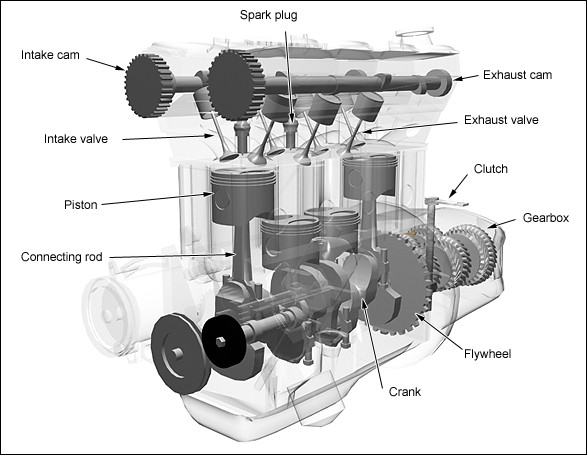 Spark plug
Intake cam
Exhaust cam
Intake valve
Exhaust valve
Clutch
Piston
Gearbox
Connecting rod
Flywheel
Crank